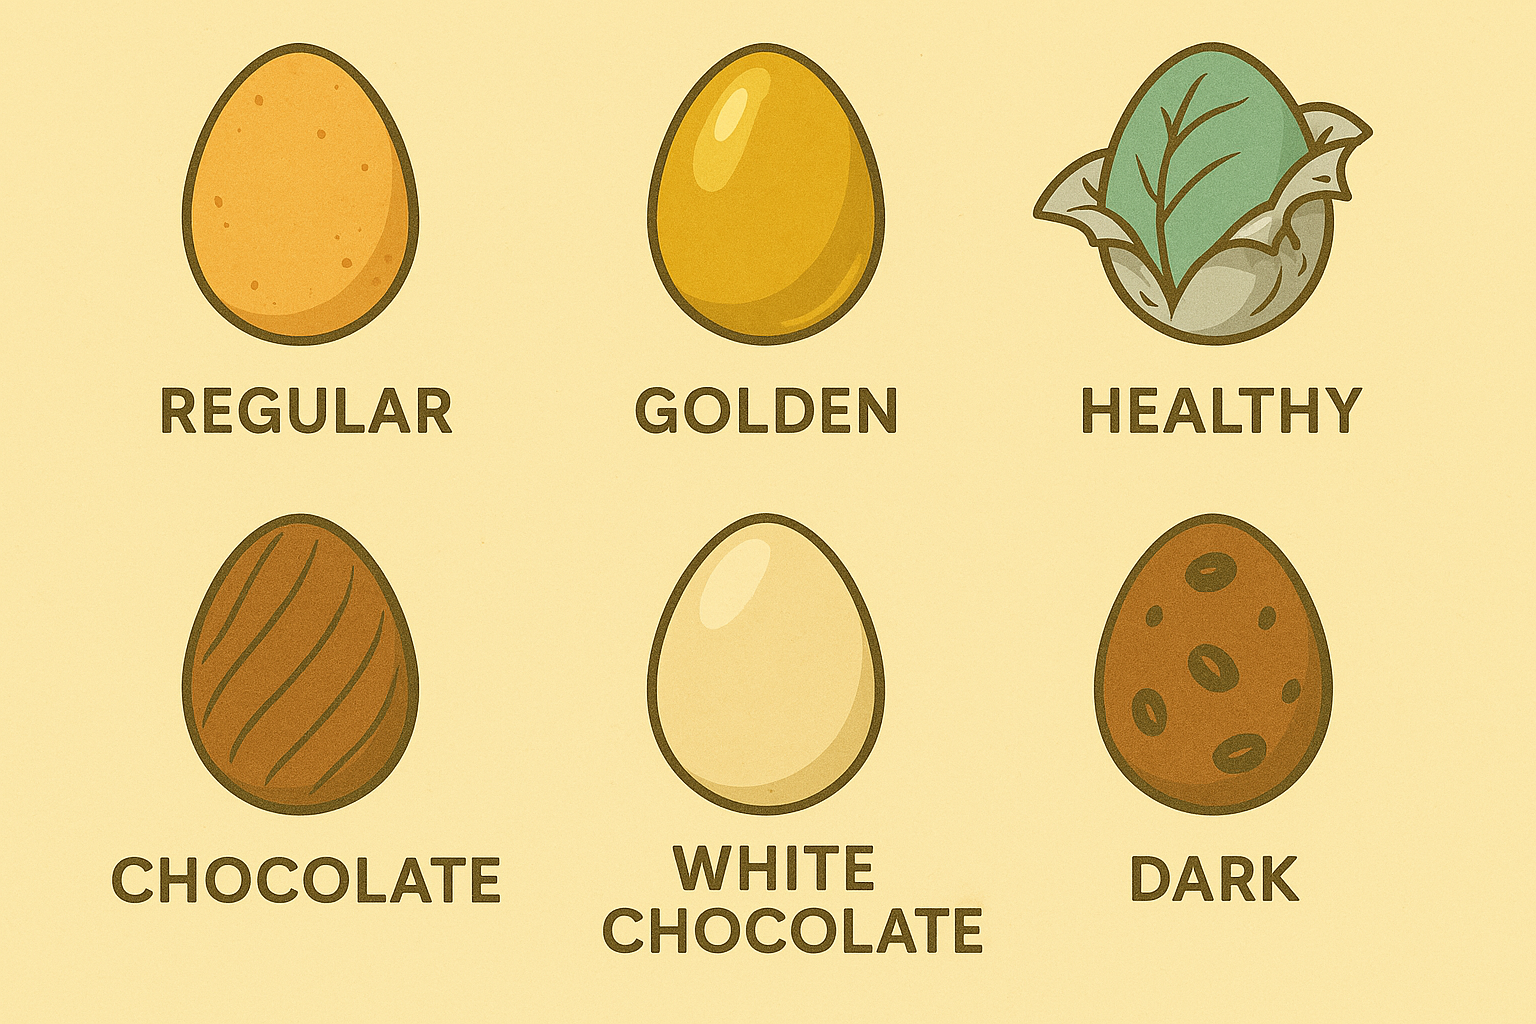 REGULAR
GOLDEN
HEALTHY
CHOCOLATE
WHITE
CHOCOLATE
DARK